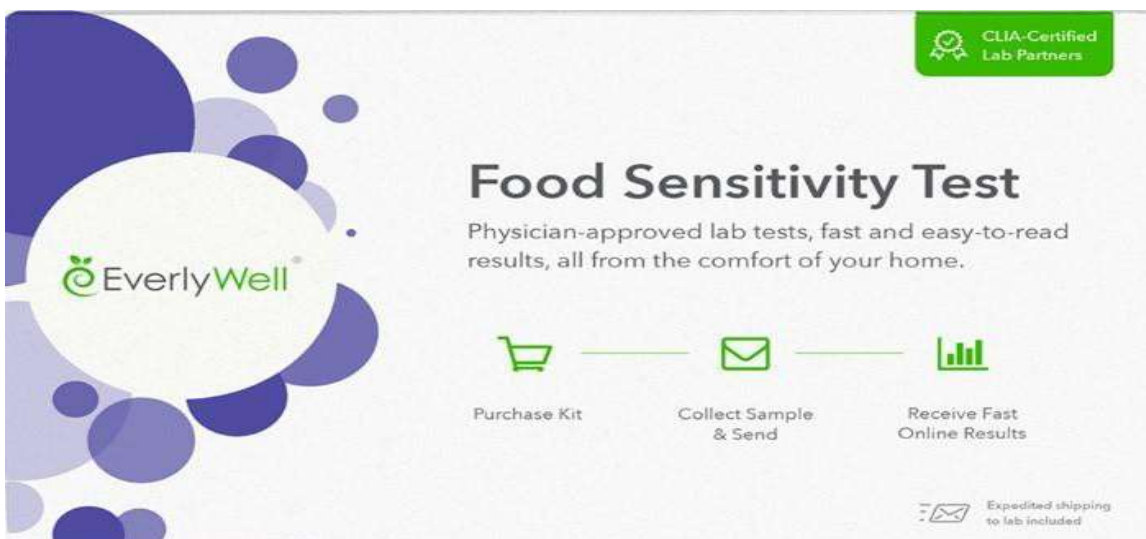 CLIA-Certified
Lab Partners
Food Sensitivity Test
Physician-approved lab tests, fast and easy-to-read
results, all from the comfort of your home.
EverlyWell®
Purchase Kit
Collect Sample
& Send
Receive Fast
Online Results
Expedited shipping
to lab included